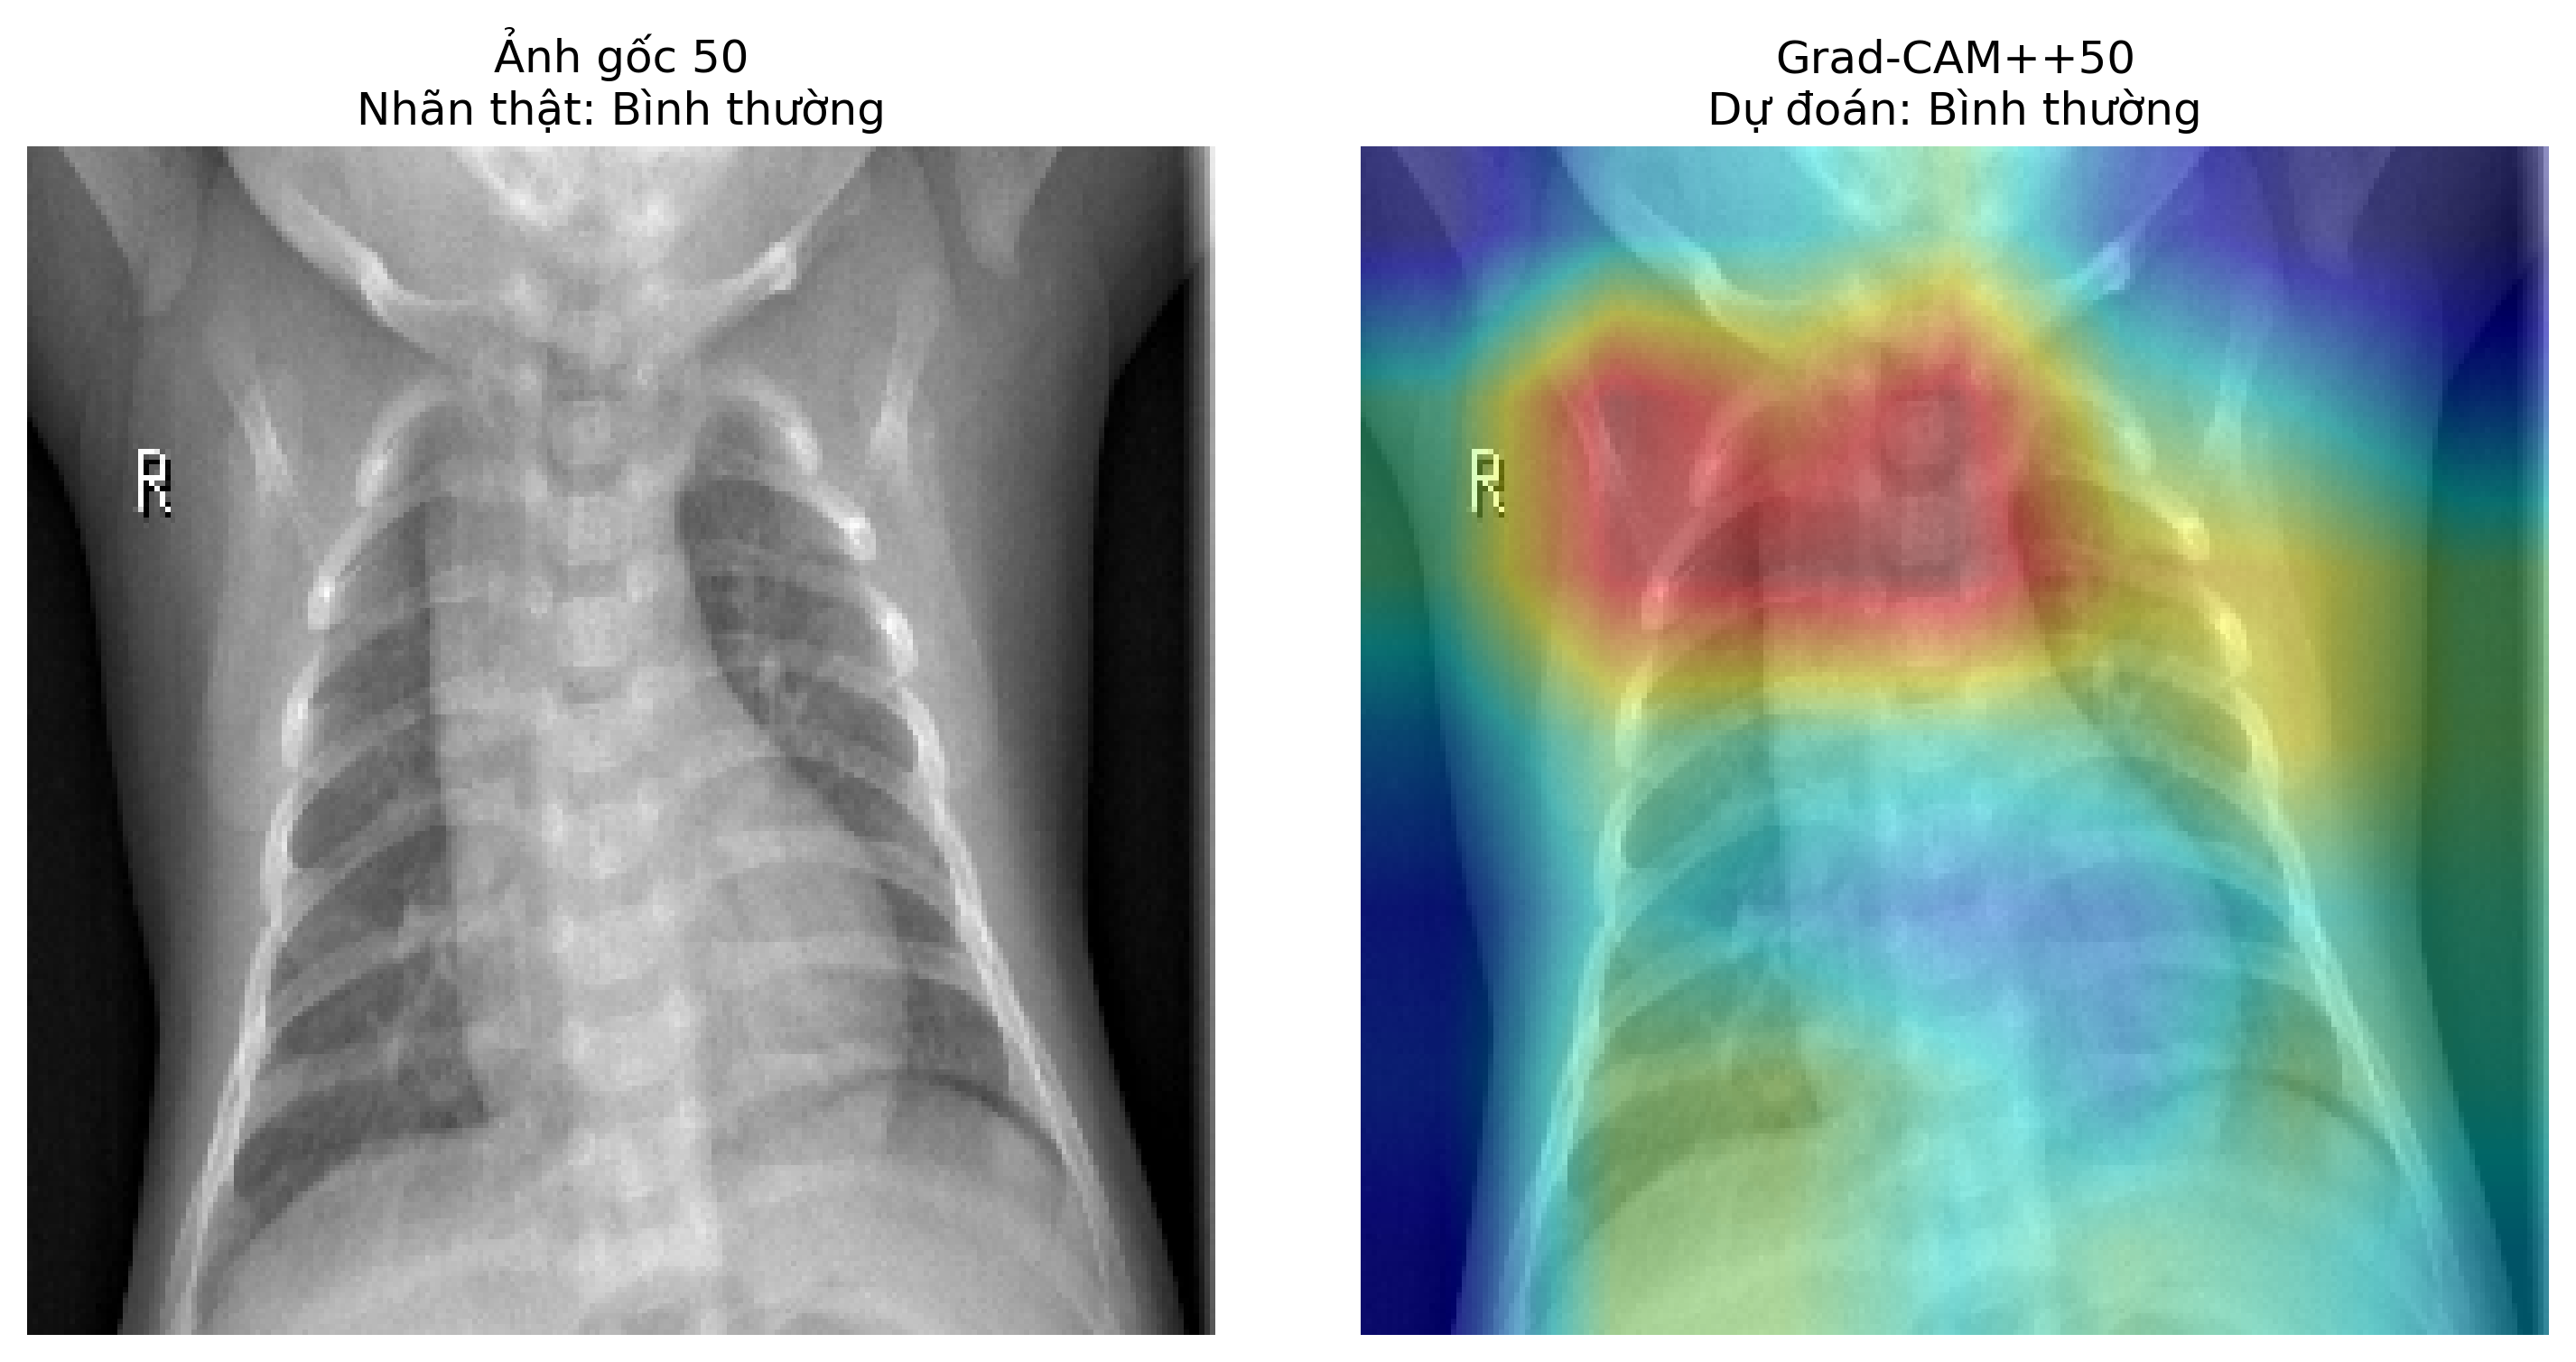 Ảnh gốc 50
Nhãn thật: Bình thường
Grad-CAM++50
Dự đoán: Bình thường
R
R